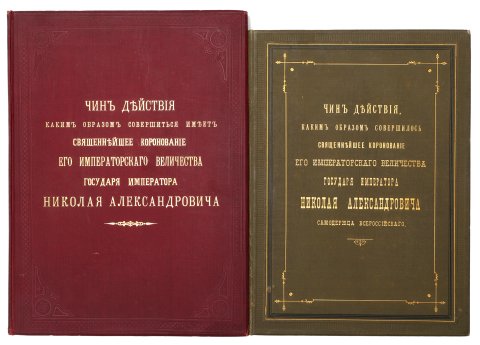 ЧИНЪ ДѢЙСТВІЯ
КАКИМЪ ОБРАЗОМЪ СОВЕРШИТЬСЯ ИМѢЕТЪ
СВЯЩЕННѢЙШЕЕ КОРОНОВАНІЕ
ЕГО ИМПЕРАТОРСКАГО ВЕЛИЧЕСТВА
ГОСУДАРЯ ИМПЕРАТОРА
НИКОЛАЯ АЛЕКСАНДРОВИЧА
ЧИНЪ ДѢЙСТВІЯ,
КАКИМЪ ОБРАЗОМЪ СОВЕРШИЛОСЬ
СВЯЩЕННѢЙШЕЕ КОРОНОВАНІЕ
ЕГО ИМПЕРАТОРСКАГО ВЕЛИЧЕСТВА
ГОСУДАРЯ ИМПЕРАТОРА
НИКОЛАЯ АЛЕКСАНДРОВИЧА
САМОДЕРЖЦА ВСЕРОССІЙСКАГО.